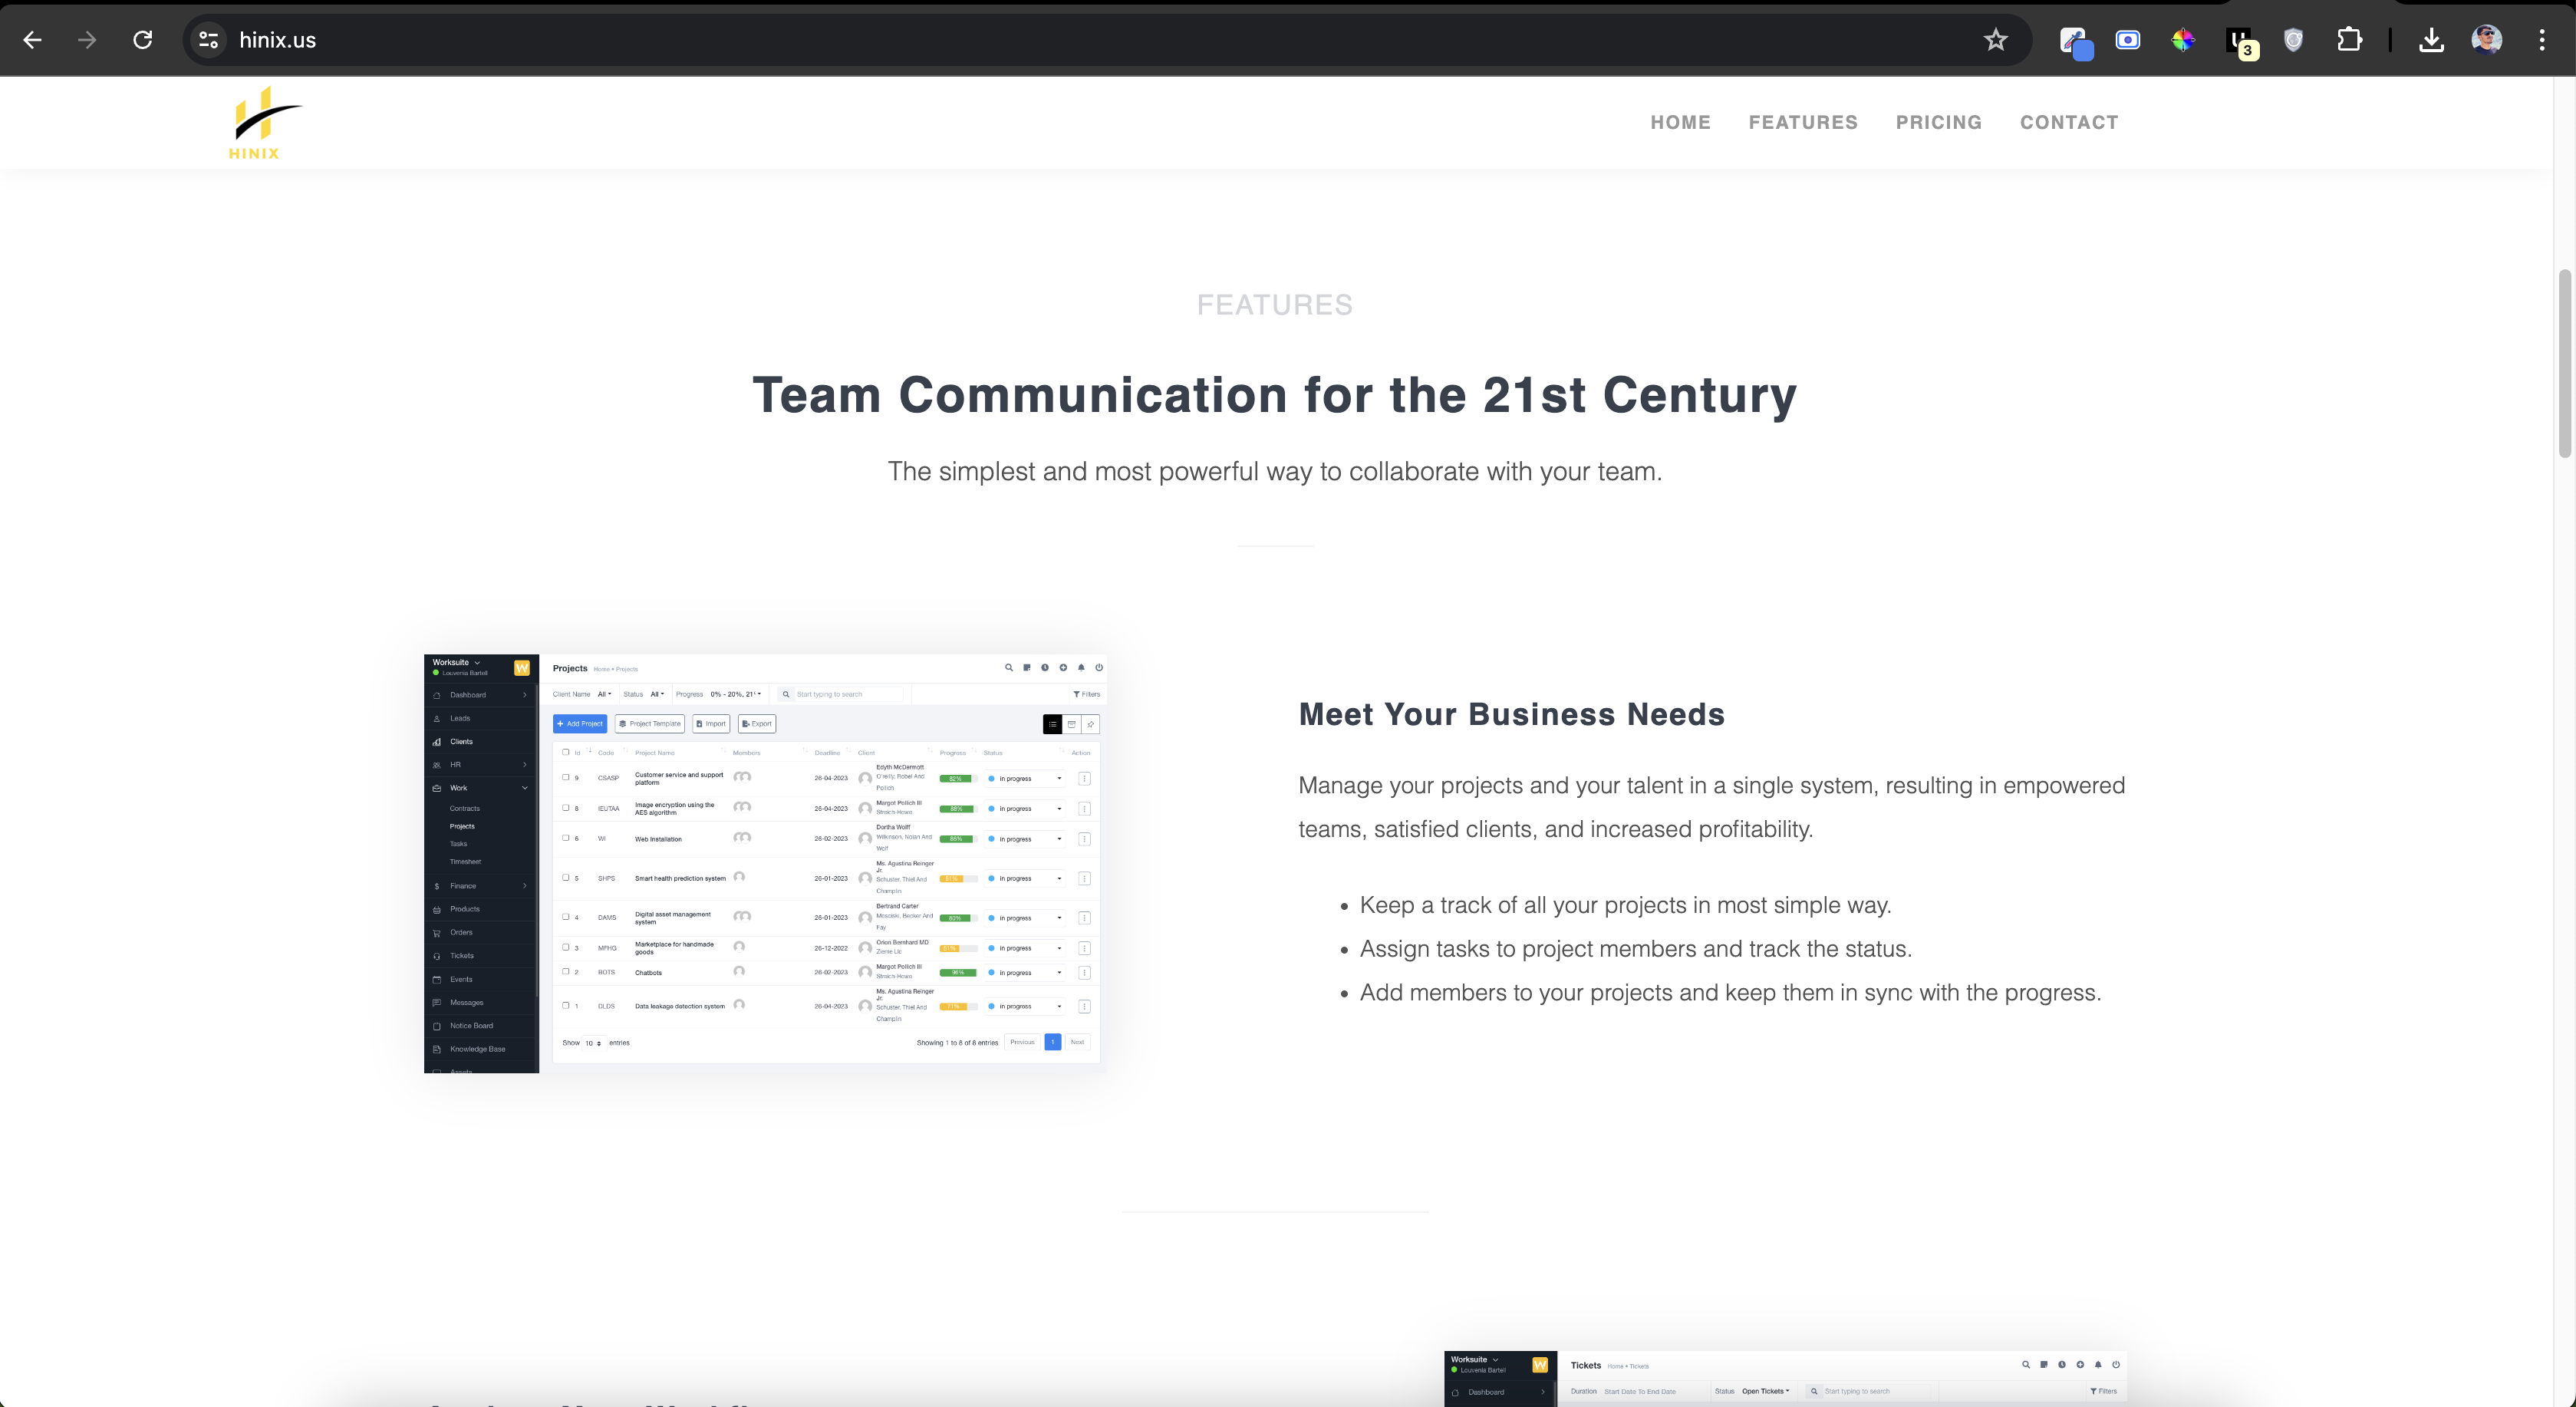 hinix.us
3
HINIX
HOME FEATURES PRICING CONTACT
FEATURES
Team Communication for the 21st Century
The simplest and most powerful way to collaborate with your team.
Worksuite
Louvenia Bartell
W
Dashboard
Leads
Clients
HR
Work
Contracts
Projects
Tasks
Timesheet
Finance
Products
Orders
Tickets
Events
Messages
Notice Board
Knowledge Base
Assets
Projects Home • Projects
Client Name All Status All Progress 0% - 20%, 21 Start typing to search Filters
+ Add Project Project Template Import Export
Id Code Project Name Members Deadline Client Progress Status Action
9 CSASP Customer service and support platform 26-04-2023 Edyth McDermott O'reilly, Robel And Polich 82% In progress
8 IEUTAA Image encryption using the AES algorithm 26-04-2023 Margot Polich III Streich-Howe 88% In progress
6 WI Web Installation 26-02-2023 Dortha Wolff Wilkinson, Nolan And Wolf 86% In progress
5 SHPS Smart health prediction system 26-01-2023 Ms. Agustina Reinger Jr. Schuster, Thiel And Champlin In progress
4 DAMS Digital asset management system 26-01-2023 Bertrand Carter Mosciski, Becker And Fay 83% In progress
3 MFHG Marketplace for handmade goods 26-12-2022 Orion Bernhard MD Zieme Llc 51% In progress
2 BOTS Chatbots 26-02-2023 Margot Polich III Streich-Howe 96% In progress
1 DLDS Data leakage detection system 26-04-2023 Ms. Agustina Reinger Jr. Schuster, Thiel And Champlin 71% In progress
Show 10 entries Showing 1 to 8 of 8 entries Previous 1 Next
Meet Your Business Needs
Manage your projects and your talent in a single system, resulting in empowered
teams, satisfied clients, and increased profitability.
• Keep a track of all your projects in most simple way.
• Assign tasks to project members and track the status.
• Add members to your projects and keep them in sync with the progress.
Worksuite
Louvenia Bartell
W
Dashboard
Tickets Home • Tickets
Duration Start Date To End Date Status Open Tickets Start typing to search Filters